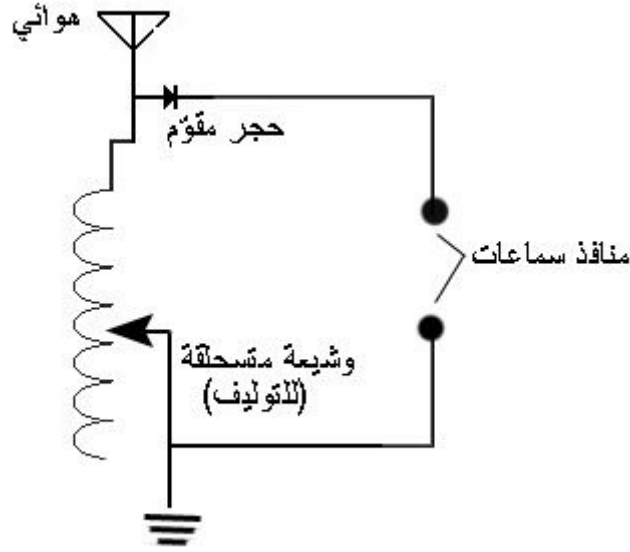 هوائي
حجر مقوّم
منافذ سماعات
وشيعة متسحلقة
(للتوليف)